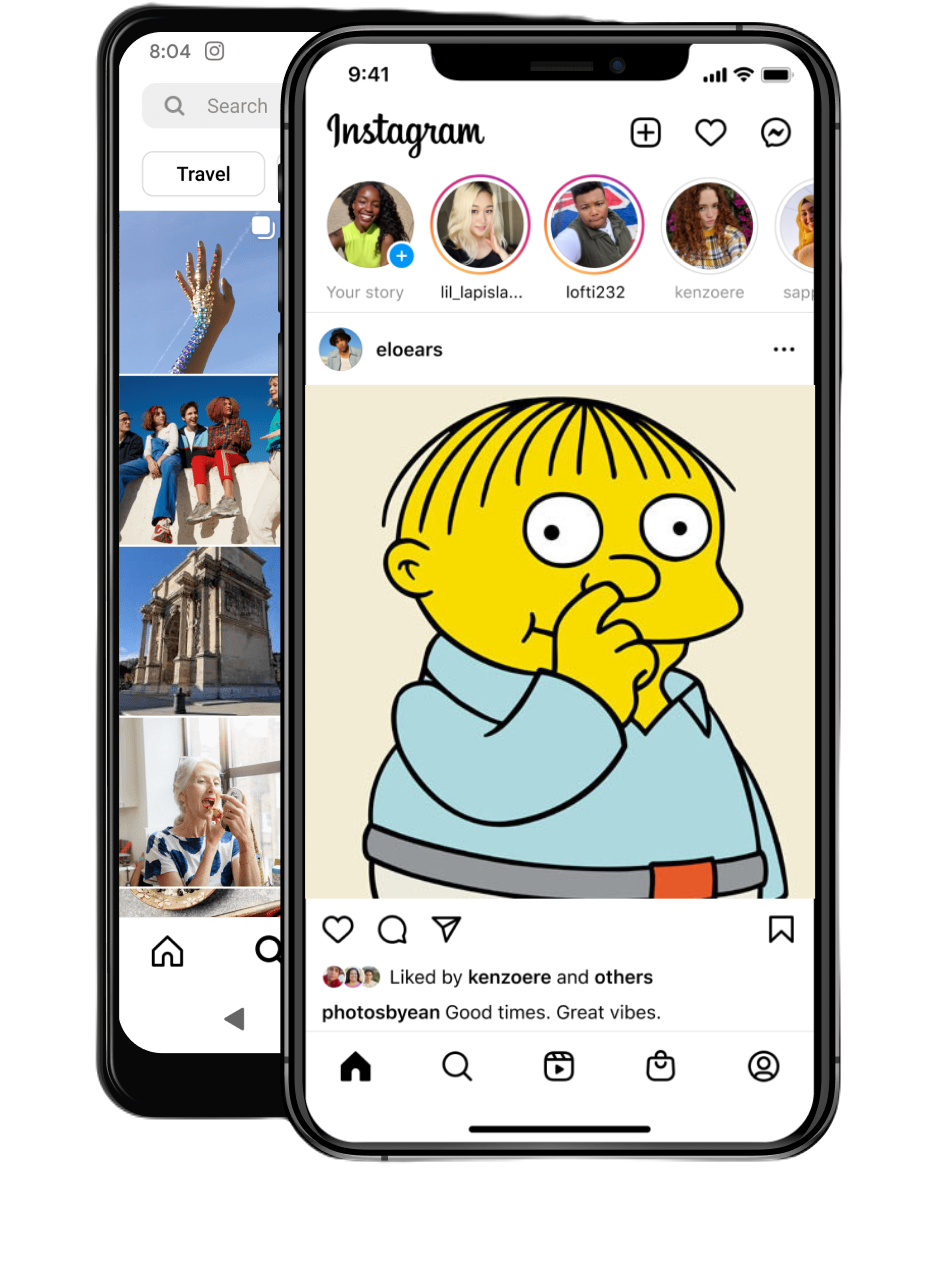 8:04
Search
Travel
9:41
Instagram
Your story
lil_lapisla...
lofti232
kenzoere
sapp
eloears
Liked by kenzoere and others
photosbyean Good times. Great vibes.